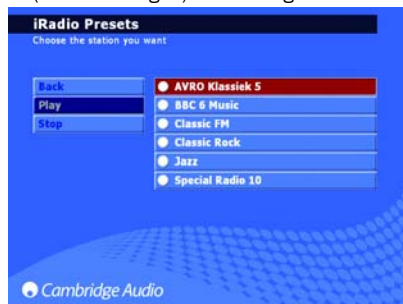 iRadio Presets
Choose the station you want
Back
Play
Stop
AVRO Klassiek 5
BBC 6 Music
Classic FM
Classic Rock
Jazz
Special Radio 10
Cambridge Audio